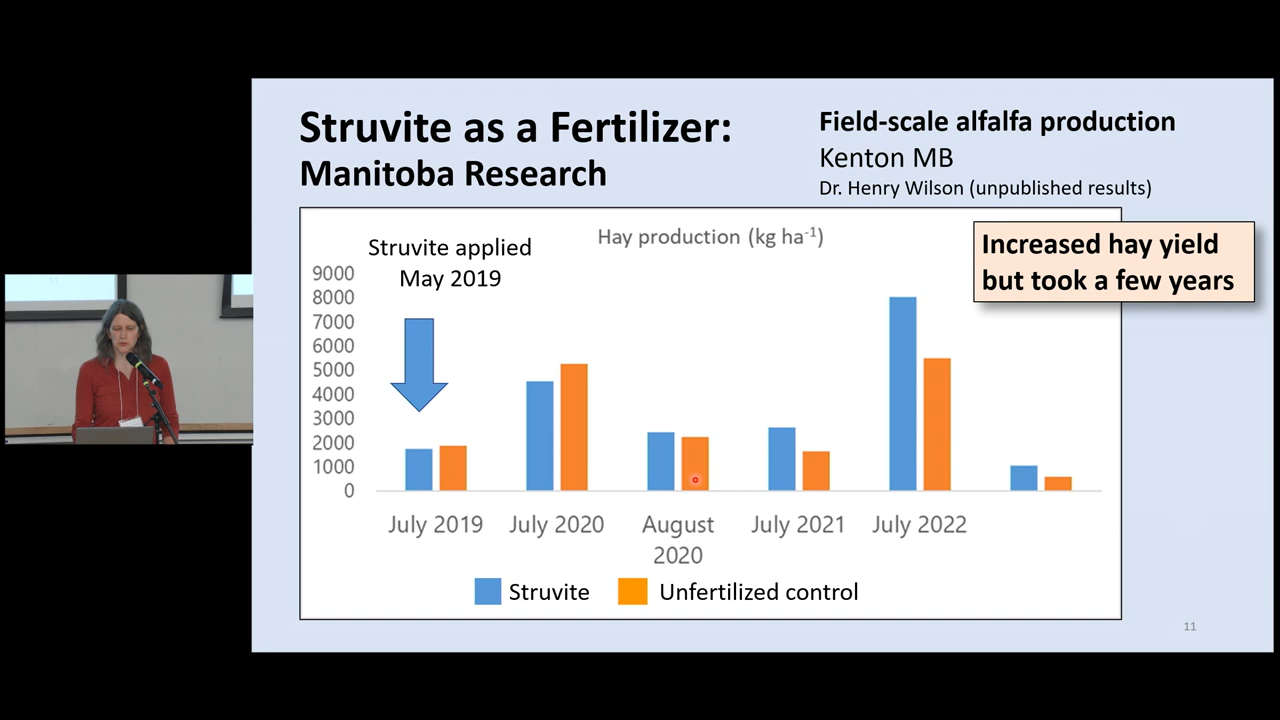 Struvite as a Fertilizer:
Manitoba Research
Field-scale alfalfa production
Kenton MB
Dr. Henry Wilson (unpublished results)
Increased hay yield
but took a few years
Hay production (kg ha-1)
Struvite applied
May 2019
9000
8000
7000
6000
5000
4000
3000
2000
1000
0
July 2019
July 2020
August
2020
July 2021
July 2022
Struvite
Unfertilized control
11